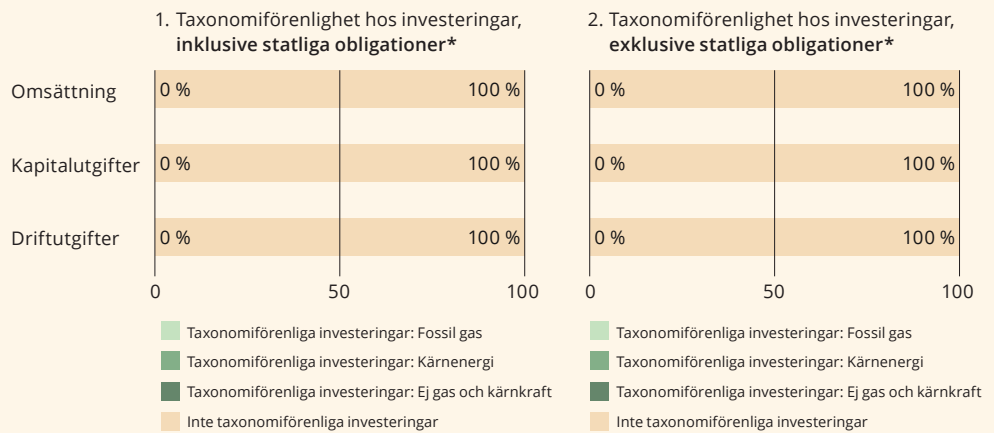 1. Taxonomiförenlighet hos investeringar,
inklusive statliga obligationer*
Omsättning 0 % 100 %
Kapitalutgifter 0 % 100 %
Driftutgifter 0 % 100 %
0 50 100
Taxonomiförenliga investeringar: Fossil gas
Taxonomiförenliga investeringar: Kärnenergi
Taxonomiförenliga investeringar: Ej gas och kärnkraft
Inte taxonomiförenliga investeringar
2. Taxonomiförenlighet hos investeringar,
exklusive statliga obligationer*
0 % 100 %
0 % 100 %
0 % 100 %
0 50 100
Taxonomiförenliga investeringar: Fossil gas
Taxonomiförenliga investeringar: Kärnenergi
Taxonomiförenliga investeringar: Ej gas och kärnkraft
Inte taxonomiförenliga investeringar